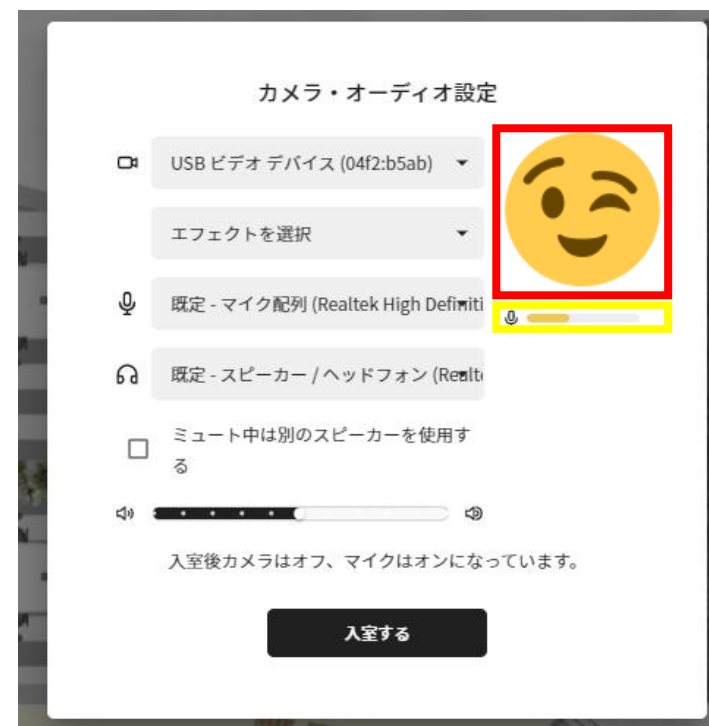 カメラ・オーディオ設定
USB ビデオ デバイス (04f2:b5ab)
エフェクトを選択
既定 - マイク配列 (Realtek High Definiti
既定 - スピーカー / ヘッドフォン (Realte
ミュート中は別のスピーカーを使用す
る
入室後カメラはオフ、マイクはオンになっています。
入室する